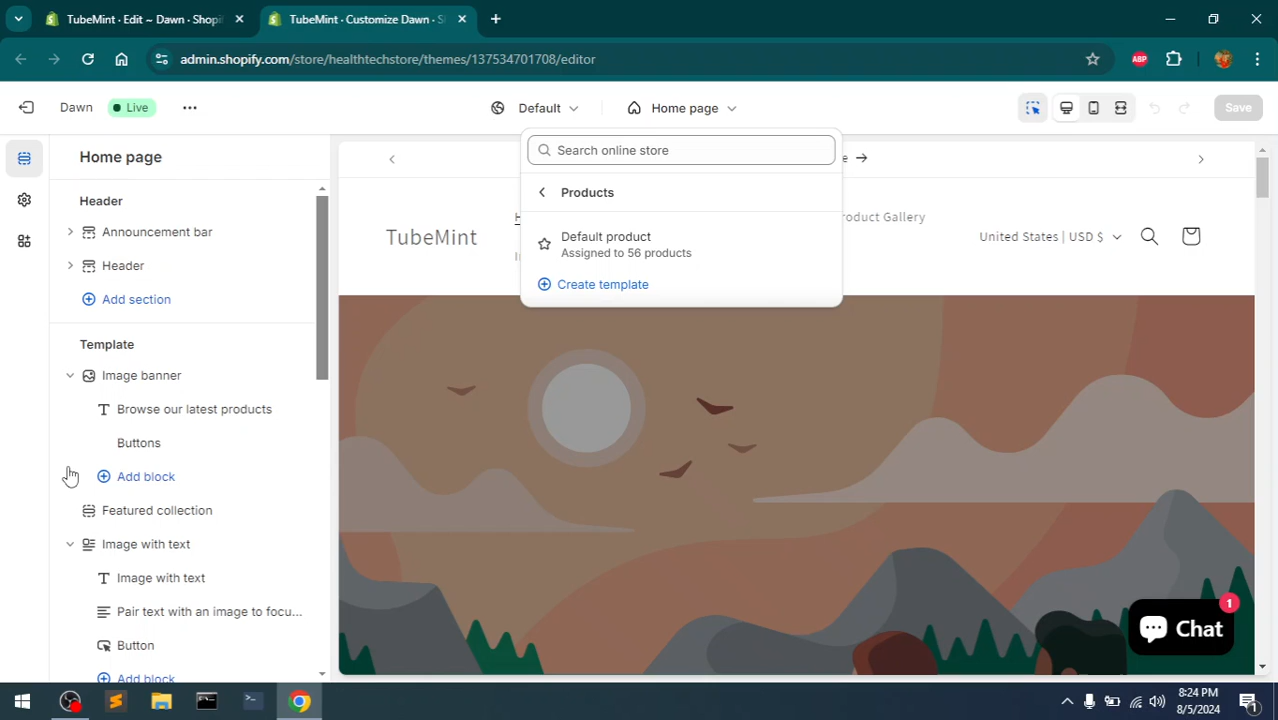 TubeMint · Edit ~ Dawn · Shopi
TubeMint · Customize Dawn · S
admin.shopify.com/store/healthtechstore/themes/137534701708/editor
ABP
Dawn
Live
Default
Home page
Save
Home page
Search online store
Products
Default product
Assigned to 56 products
Create template
Header
Announcement bar
Header
Add section
Template
Image banner
Browse our latest products
Buttons
Add block
Featured collection
Image with text
Image with text
Pair text with an image to focu...
Button
Add block
TubeMint
roduct Gallery
United States | USD $
1
Chat
8:24 PM
8/5/2024
1